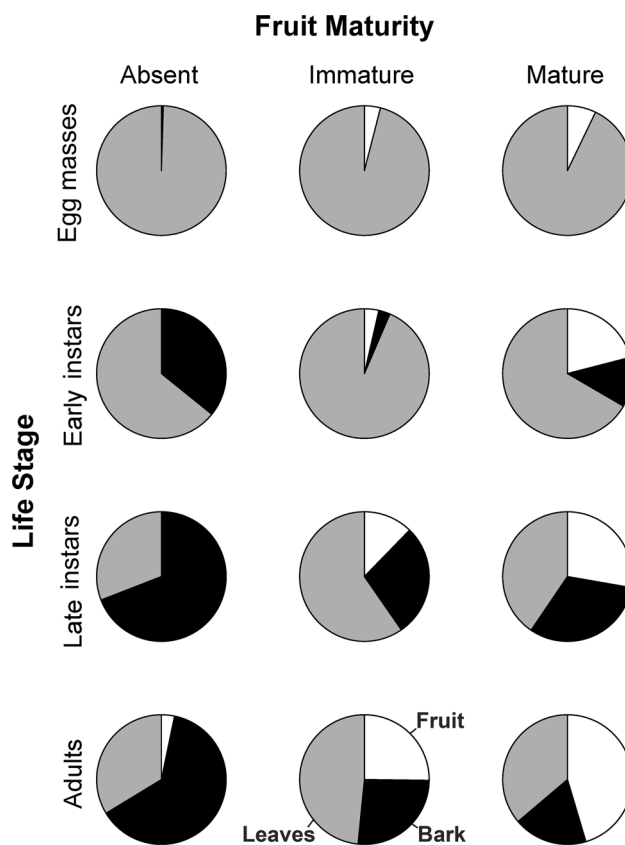 Fruit Maturity
Absent Immature Mature
Life Stage
Egg masses
Early instars
Late instars
Adults
Fruit
Leaves
Bark